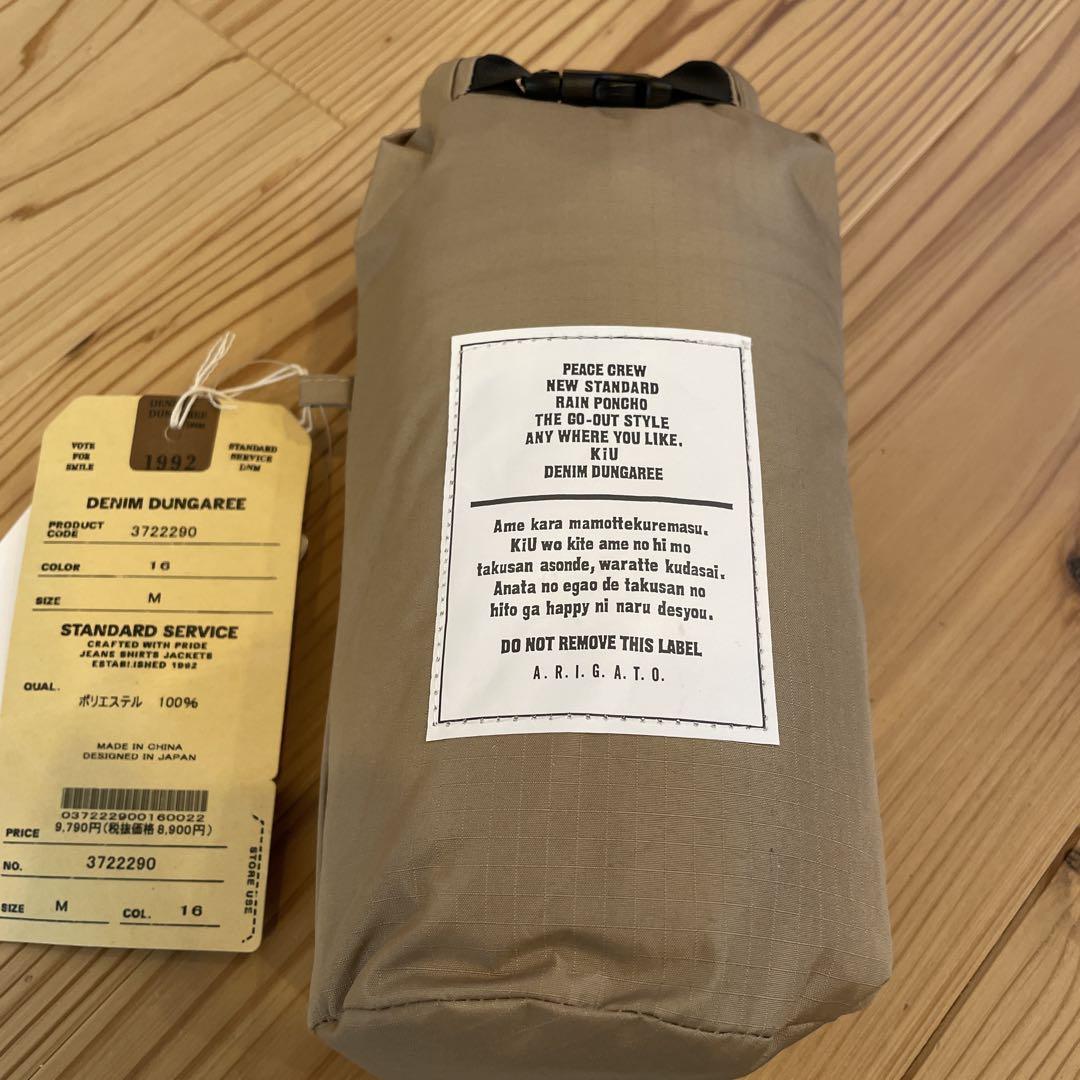 VOTE
FOR
SMILE
1992
STANDARD
SERVICE
DNM
DENIM DUNGAREE
PRODUCT
CODE
3722290
COLOR 16
SIZE M
STANDARD SERVICE
CRAFTED WITH PRIDE
JEANS SHIRTS JACKETS
ESTABLISHED 1992
QUAL.
ポリエステル 100%
MADE IN CHINA
DESIGNED IN JAPAN
037222900160022
PRICE 9,790円(税抜価格8,900円)
NO. 3722290
SIZE M COL. 16
STORE USE
PEACE CREW
NEW STANDARD
RAIN PONCHO
THE GO-OUT STYLE
ANY WHERE YOU LIKE.
KiU
DENIM DUNGAREE
Ame kara mamottekuremasu.
KiU wo kite ame no hi mo
takusan asonde, waratte kudasai.
Anata no egao de takusan no
hito ga happy ni naru desyou.
DO NOT REMOVE THIS LABEL
A.R.I.G.A.T.O.